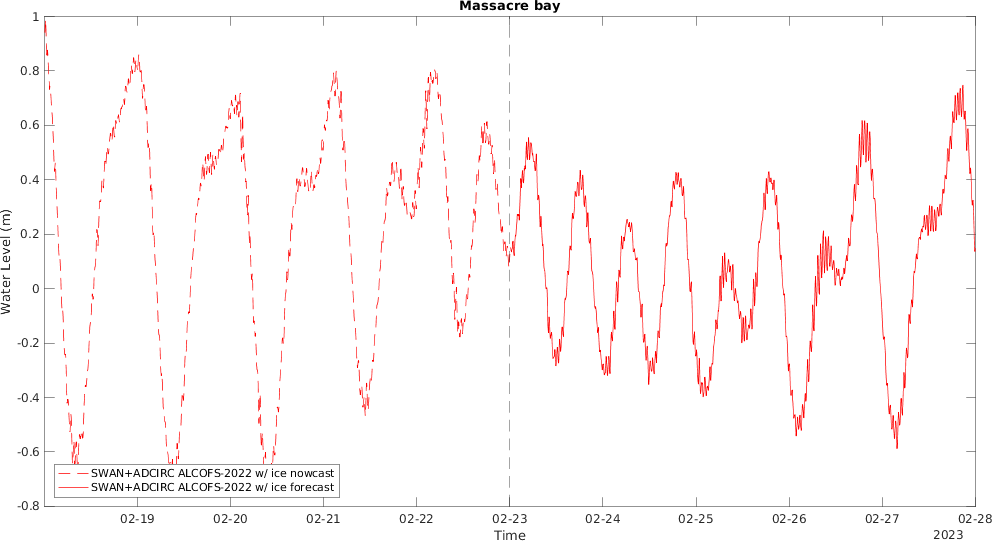 Massacre bay
1
0.8
0.6
0.4
0.2
0
-0.2
-0.4
-0.6
-0.8
Water Level (m)
SWAN+ADCIRC ALCOFS-2022 w/ ice nowcast
SWAN+ADCIRC ALCOFS-2022 w/ ice forecast
02-19 02-20 02-21 02-22 02-23 02-24 02-25 02-26 02-27 02-28
Time
2023